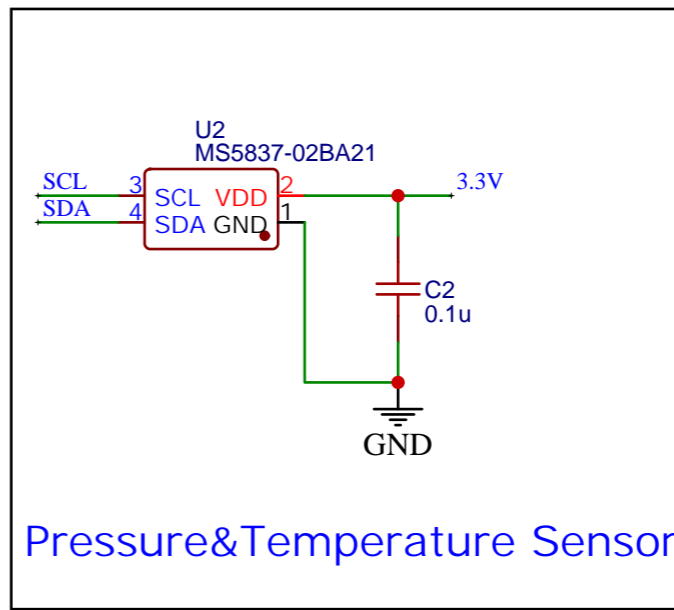 U2
MS5837-02BA21
SCL 3 SCL VDD 2 3.3V
SDA 4 SDA GND 1
C2
0.1u
GND
Pressure&Temperature Sensor